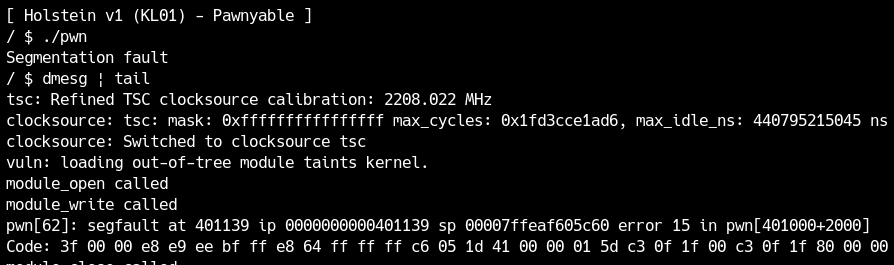 [ Holstein v1 (KL01) - Pawnyable ]
/ $ ./pwn
Segmentation fault
/ $ dmesg ¦ tail
tsc: Refined TSC clocksource calibration: 2208.022 MHz
clocksource: tsc: mask: 0xffffffffffffffff max_cycles: 0x1fd3cce1ad6, max_idle_ns: 440795215045 ns
clocksource: Switched to clocksource tsc
vuln: loading out-of-tree module taints kernel.
module_open called
module_write called
pwn[62]: segfault at 401139 ip 0000000000401139 sp 00007ffeaf605c60 error 15 in pwn[401000+2000]
Code: 3f 00 00 e8 e9 ee bf ff e8 64 ff ff ff c6 05 1d 41 00 00 01 5d c3 0f 1f 00 c3 0f 1f 80 00 00
module_close called